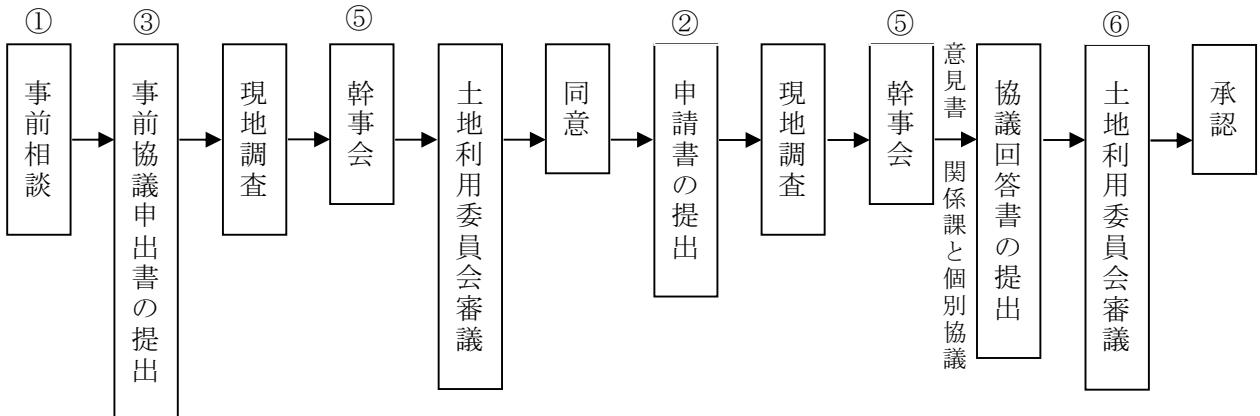 ①
事前相談
③
事前協議申出書の提出
現地調査
⑤
幹事会
土地利用委員会審議
同意
②
申請書の提出
現地調査
⑤
幹事会
意見書 関係課と個別協議
協議回答書の提出
⑥
土地利用委員会審議
承認